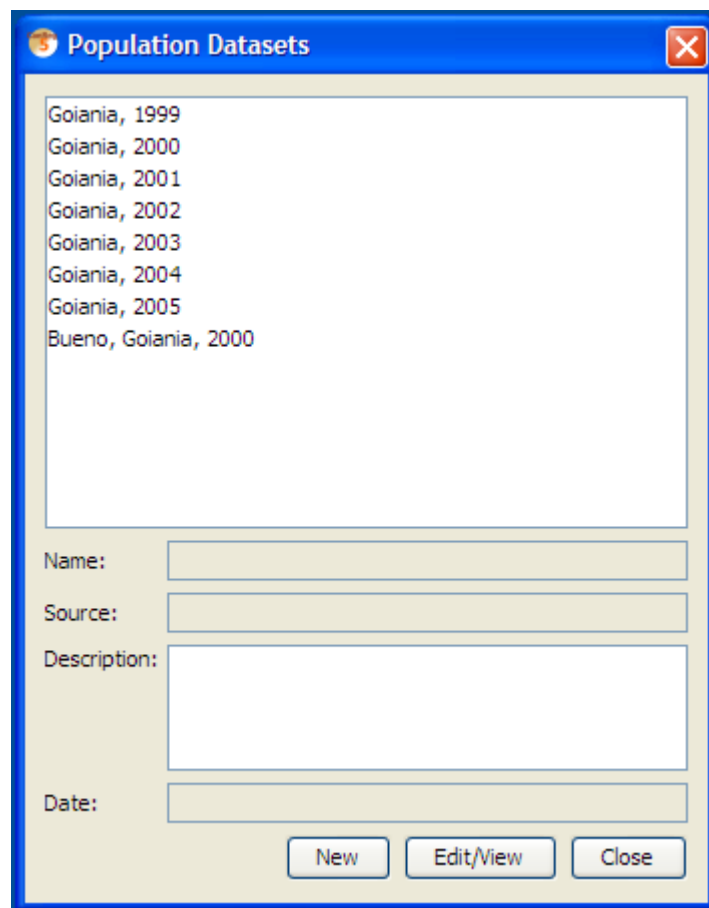 Population Datasets
Goiania, 1999
Goiania, 2000
Goiania, 2001
Goiania, 2002
Goiania, 2003
Goiania, 2004
Goiania, 2005
Bueno, Goiania, 2000
Name:
Source:
Description:
Date:
New Edit/View Close